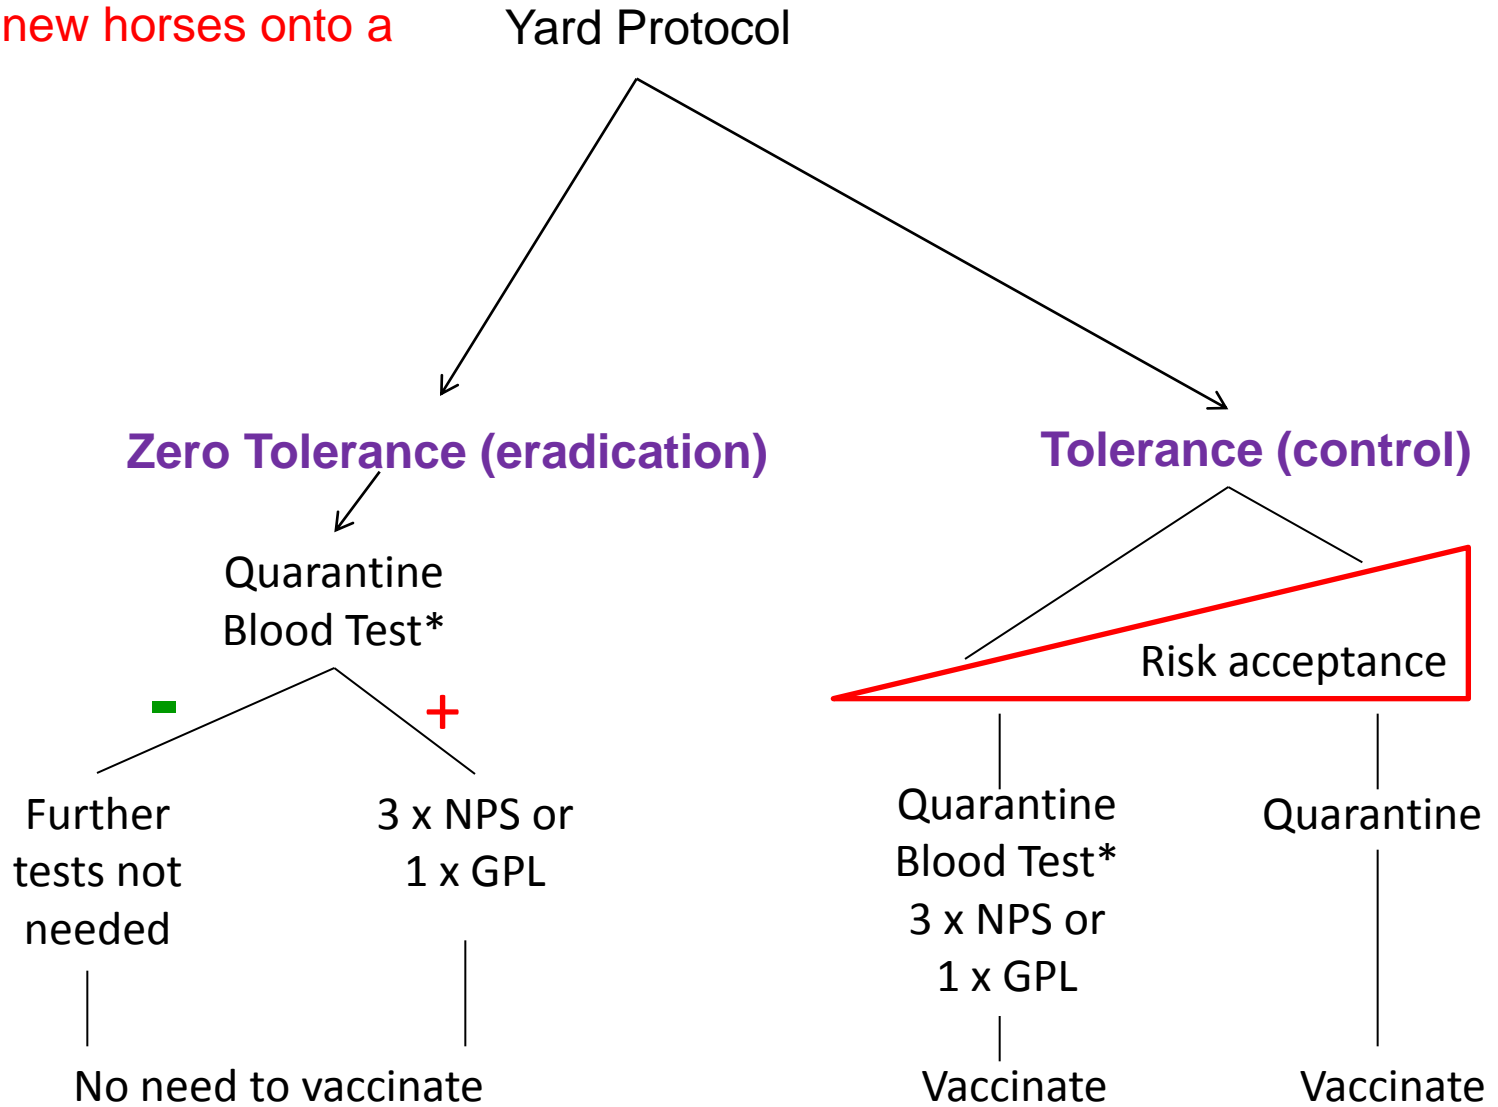 new horses onto a
Yard Protocol
Zero Tolerance (eradication)
Tolerance (control)
Quarantine
Blood Test*
Risk acceptance
-
+
Further
tests not
needed
3 x NPS or
1 x GPL
Quarantine
Blood Test*
3 x NPS or
1 x GPL
Quarantine
No need to vaccinate
Vaccinate
Vaccinate